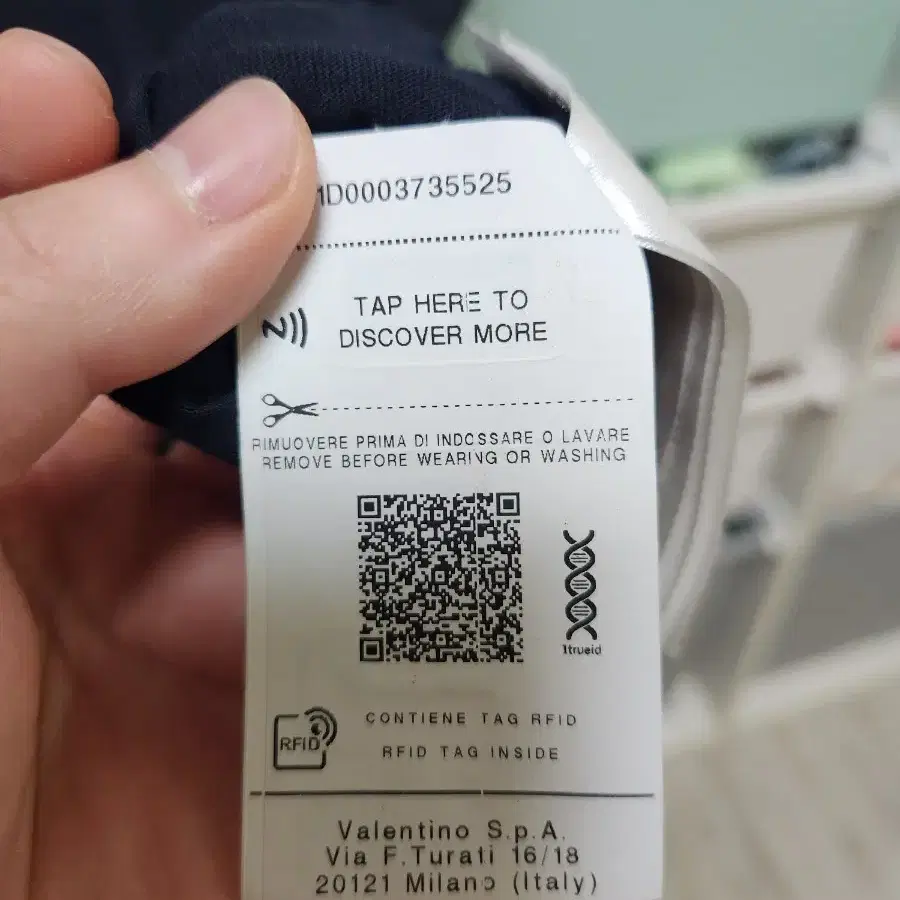 1D0003735525
TAP HERE TO
DISCOVER MORE
RIMUOVERE PRIMA DI INDOSSARE O LAVARE
REMOVE BEFORE WEARING OR WASHING
1trueid
RFID
CONTIENE TAG RFID
RFID TAG INSIDE
Valentino S.p.A.
Via F.Turati 16/18
20121 Milano (Italy)